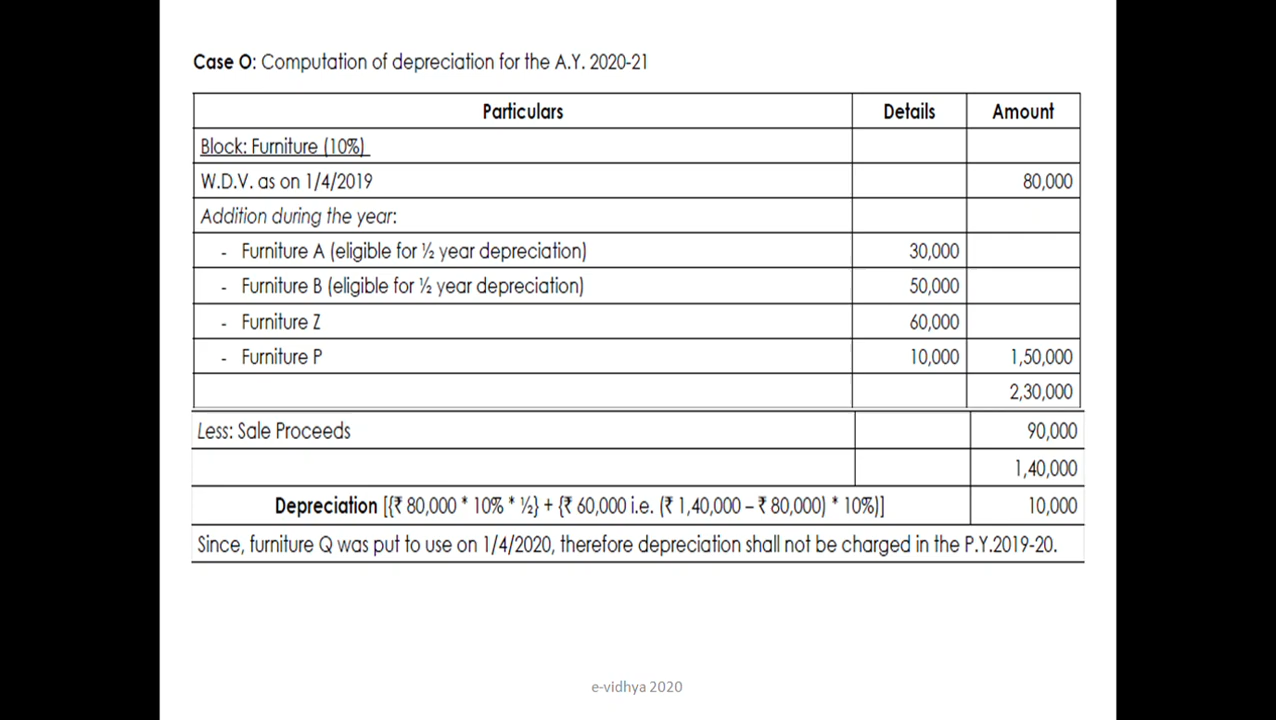 Case O: Computation of depreciation for the A.Y. 2020-21
Particulars Details Amount
Block: Furniture (10%)
W.D.V. as on 1/4/2019 80,000
Addition during the year:
- Furniture A (eligible for ½ year depreciation) 30,000
- Furniture B (eligible for ½ year depreciation) 50,000
- Furniture Z 60,000
- Furniture P 10,000 1,50,000
2,30,000
Less: Sale Proceeds 90,000
1,40,000
Depreciation [{₹ 80,000 * 10% * ½} + {₹ 60,000 i.e. (₹ 1,40,000 – ₹ 80,000) * 10%)] 10,000
Since, furniture Q was put to use on 1/4/2020, therefore depreciation shall not be charged in the P.Y.2019-20.
e-vidhya 2020